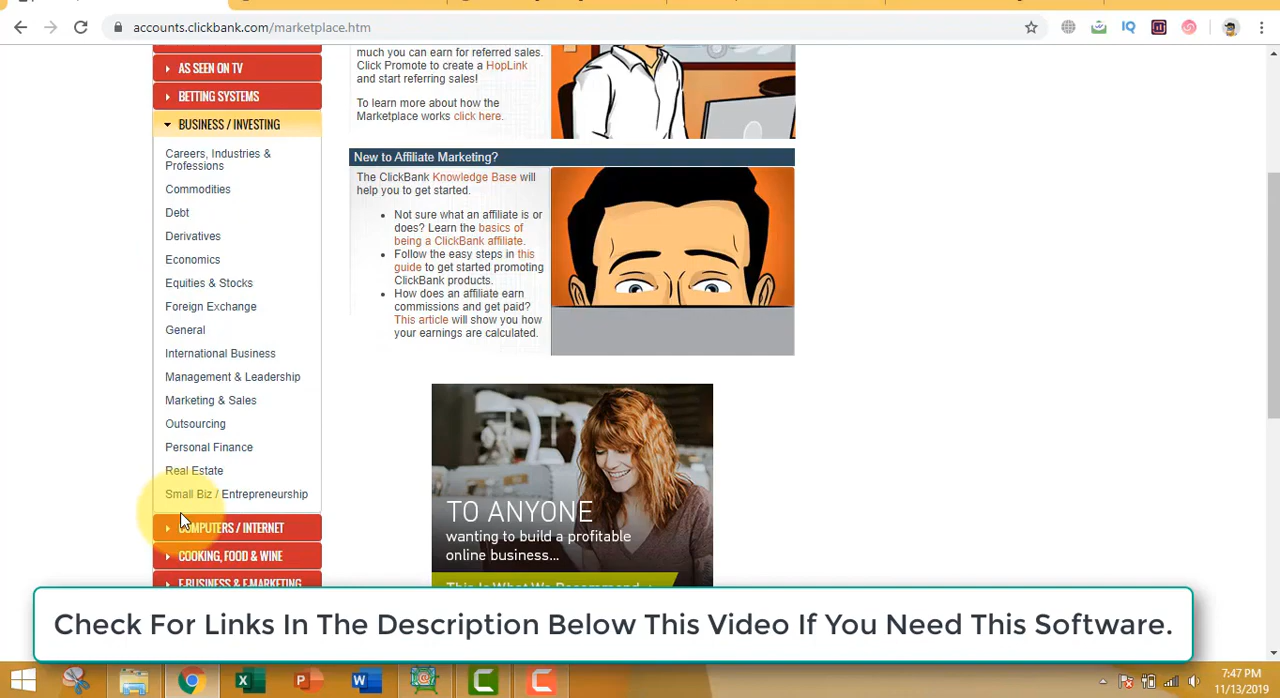 accounts.clickbank.com/marketplace.htm
AS SEEN ON TV
BETTING SYSTEMS
BUSINESS / INVESTING
Careers, Industries &
Professions
Commodities
Debt
Derivatives
Economics
Equities & Stocks
Foreign Exchange
General
International Business
Management & Leadership
Marketing & Sales
Outsourcing
Personal Finance
Real Estate
Small Biz / Entrepreneurship
COMPUTERS / INTERNET
COOKING, FOOD & WINE
E-BUSINESS & E-MARKETING
much you can earn for referred sales.
Click Promote to create a HopLink
and start referring sales!
To learn more about how the
Marketplace works click here.
New to Affiliate Marketing?
The ClickBank Knowledge Base will
help you to get started.
Not sure what an affiliate is or
does? Learn the basics of
being a ClickBank affiliate.
Follow the easy steps in this
guide to get started promoting
ClickBank products.
How does an affiliate earn
commissions and get paid?
This article will show you how
your earnings are calculated.
TO ANYONE
wanting to build a profitable
online business...
This Is What We Recommend
Check For Links In The Description Below This Video If You Need This Software.
7:47 PM
11/13/2019